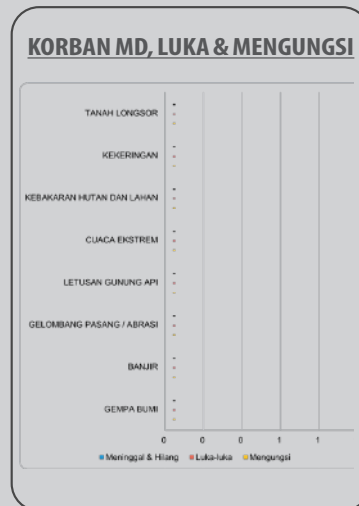 KORBAN MD, LUKA & MENGUNGSI
TANAH LONGSOR
KEKERINGAN
KEBAKARAN HUTAN DAN LAHAN
CUACA EKSTREM
LETUSAN GUNUNG API
GELOMBANG PASANG / ABRASI
BANJIR
GEMPA BUMI
0 0 0 1 1
Meninggal & Hilang Luka-luka Mengungsi